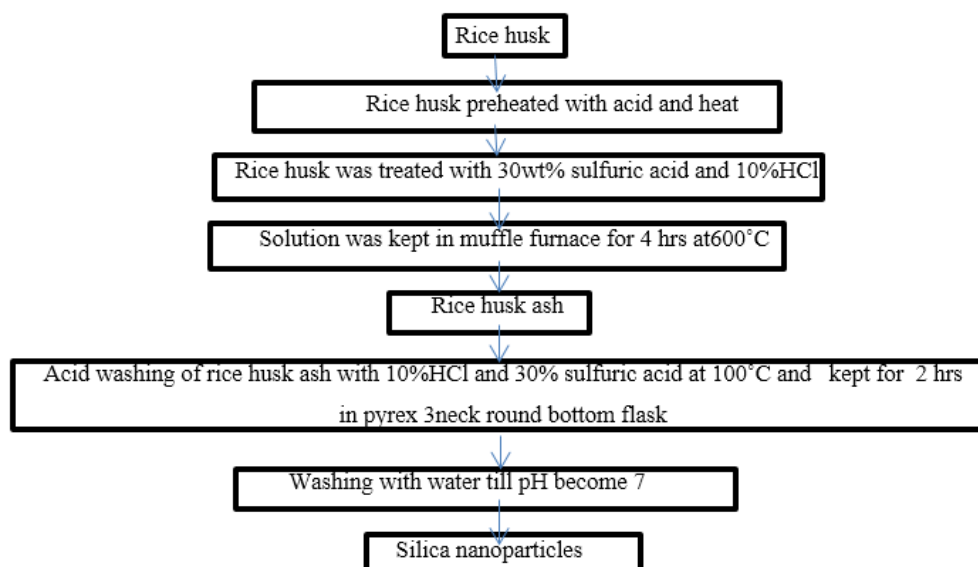 Rice husk
Rice husk preheated with acid and heat
Rice husk was treated with 30wt% sulfuric acid and 10%HCl
Solution was kept in muffle furnace for 4 hrs at600˚C
Rice husk ash
Acid washing of rice husk ash with 10%HCl and 30% sulfuric acid at 100˚C and kept for 2 hrs
in pyrex 3neck round bottom flask
Washing with water till pH become 7
Silica nanoparticles